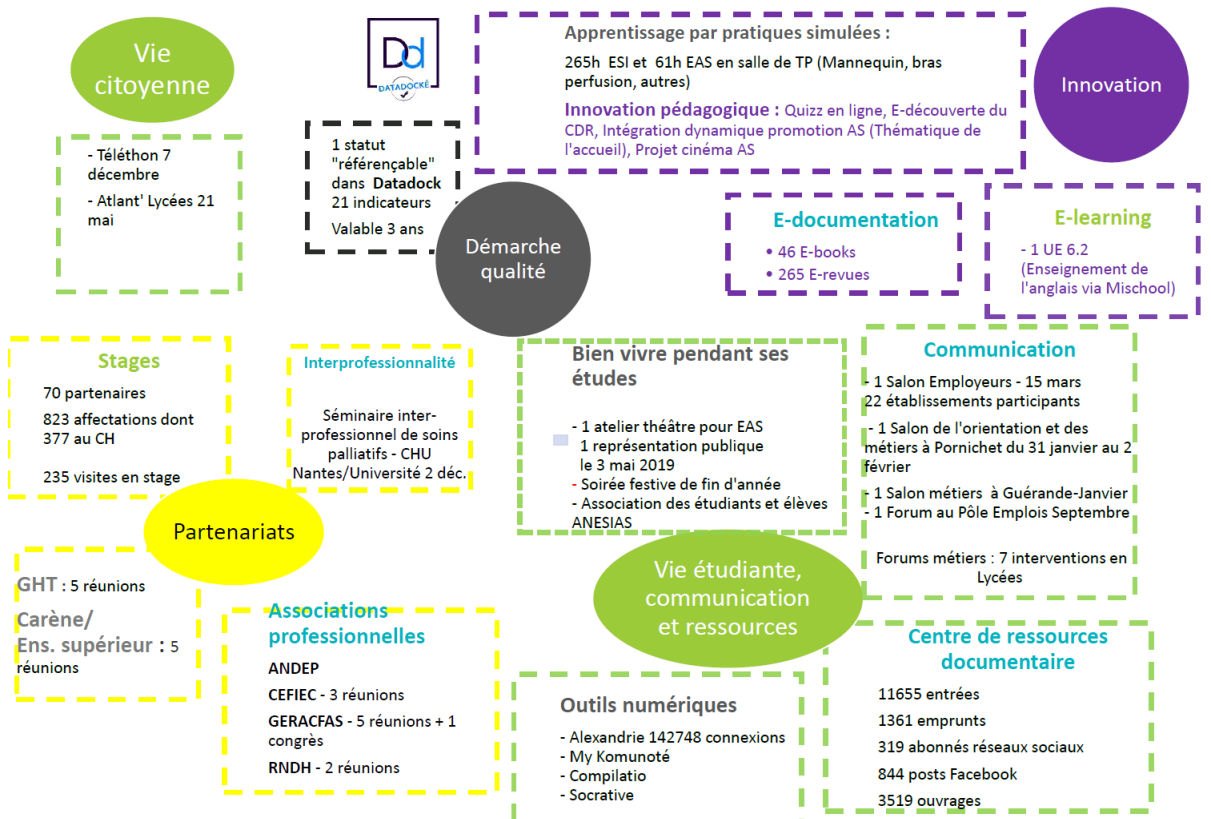 Vie
citoyenne
Dd
DATADOCKÉ
Apprentissage par pratiques simulées :
265h ESI et 61h EAS en salle de TP (Mannequin, bras
perfusion, autres)
Innovation pédagogique : Quizz en ligne, E-découverte du
CDR, Intégration dynamique promotion AS (Thématique de
l'accueil), Projet cinéma AS
Innovation
- Téléthon 7
décembre
- Atlant' Lycées 21
mai
1 statut
"référençable"
dans Datadock
21 indicateurs
Valable 3 ans
Démarche
qualité
E-documentation
• 46 E-books
• 265 E-revues
E-learning
- 1 UE 6.2
(Enseignement de
l'anglais via Mischool)
Stages
70 partenaires
823 affectations dont
377 au CH
235 visites en stage
Interprofessionnalité
Séminaire inter-
professionnel de soins
palliatifs - CHU
Nantes/Université 2 déc.
Bien vivre pendant ses
études
- 1 atelier théâtre pour EAS
1 représentation publique
le 3 mai 2019
- Soirée festive de fin d'année
- Association des étudiants et élèves
ANESIAS
Communication
- 1 Salon Employeurs - 15 mars
22 établissements participants
- 1 Salon de l'orientation et des
métiers à Pornichet du 31 janvier au 2
février
- 1 Salon métiers à Guérande-Janvier
- 1 Forum au Pôle Emplois Septembre
Forums métiers : 7 interventions en
Lycées
Partenariats
GHT : 5 réunions
Carène/
Ens. supérieur : 5
réunions
Associations
professionnelles
ANDEP
CEFIEC - 3 réunions
GERACFAS - 5 réunions + 1
congrès
RNDH - 2 réunions
Vie étudiante,
communication
et ressources
Outils numériques
- Alexandrie 142748 connexions
- My Komunoté
- Compilatio
- Socrative
Centre de ressources
documentaire
11655 entrées
1361 emprunts
319 abonnés réseaux sociaux
844 posts Facebook
3519 ouvrages